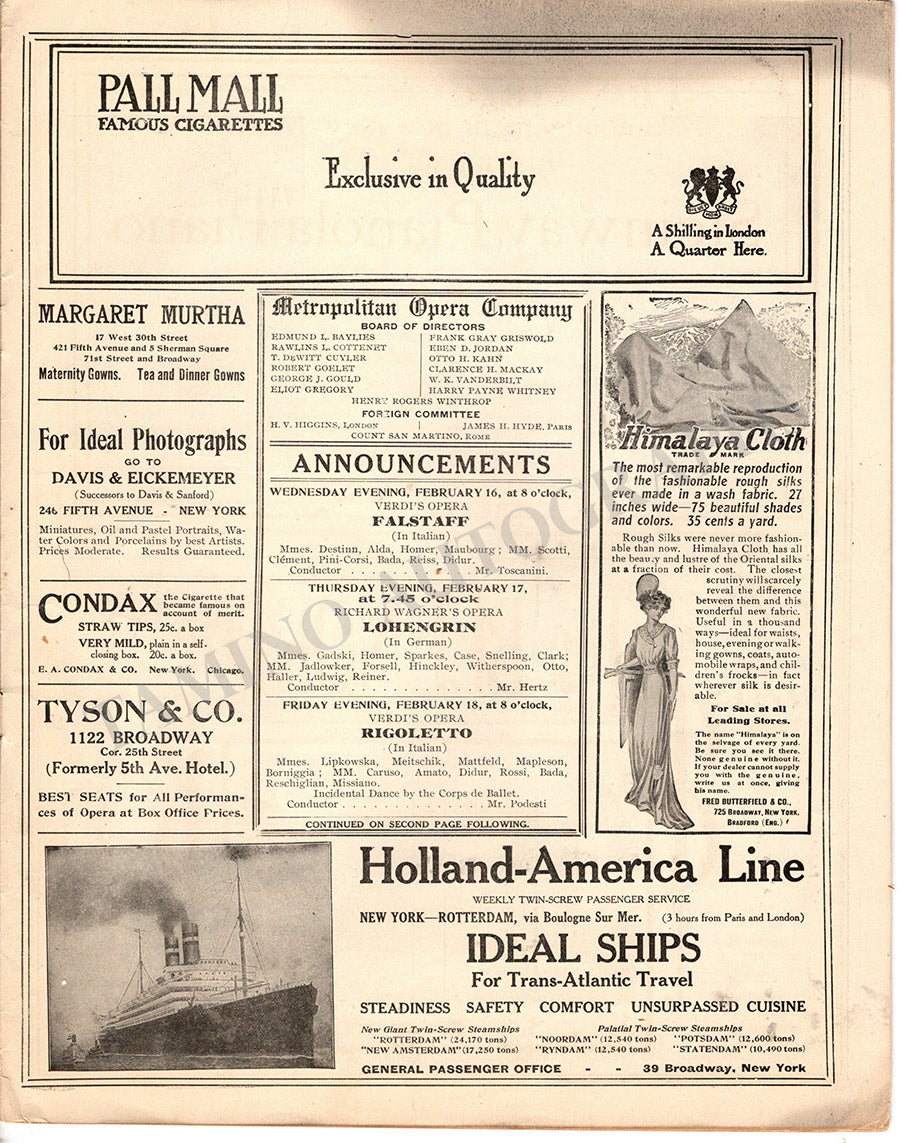 PALL MALL
FAMOUS CIGARETTES
Exclusive in Quality
A Shilling in London
A Quarter Here.
MARGARET MURTHA
17 West 30th Street
421 Fifth Avenue and 5 Sherman Square
71st Street and Broadway
Maternity Gowns. Tea and Dinner Gowns
For Ideal Photographs
GO TO
DAVIS & EICKEMEYER
(Successors to Davis & Sanford)
246 FIFTH AVENUE - NEW YORK
Miniatures, Oil and Pastel Portraits, Wa-
ter Colors and Porcelains by best Artists.
Prices Moderate. Results Guaranteed.
CONDAX the Cigarette that
became famous on
account of merit.
STRAW TIPS, 25c. a box
VERY MILD, plain in a self-
closing box. 20c. a box.
E. A. CONDAX & CO. New York. Chicago.
TYSON & CO.
1122 BROADWAY
Cor. 25th Street
(Formerly 5th Ave. Hotel.)
BEST SEATS for All Performan-
ces of Opera at Box Office Prices.
Metropolitan Opera Company
BOARD OF DIRECTORS
EDMUND L. BAYLIES
RAWLINS L. COTTENET
T. DeWITT CUYLER
ROBERT GOELET
GEORGE J. GOULD
ELIOT GREGORY
FRANK GRAY GRISWOLD
EBEN D. JORDAN
OTTO H. KAHN
CLARENCE H. MACKAY
W. K. VANDERBILT
HARRY PAYNE WHITNEY
HENRY ROGERS WINTHROP
FOREIGN COMMITTEE
H. V. HIGGINS, LONDON | JAMES H. HYDE, PARIS
COUNT SAN MARTINO, ROME
ANNOUNCEMENTS
WEDNESDAY EVENING, FEBRUARY 16, at 8 o'clock,
VERDI'S OPERA
FALSTAFF
(In Italian)
Mmes. Destinn, Alda, Homer, Maubourg; MM. Scotti,
Clément, Pini-Corsi, Bada, Reiss, Didur.
Conductor . . . . . . . . . . Mr. Toscanini.
THURSDAY EVENING, FEBRUARY 17,
at 7.45 o'clock
RICHARD WAGNER'S OPERA
LOHENGRIN
(In German)
Mmes. Gadski, Homer, Sparkes, Case, Snelling, Clark;
MM. Jadlowker, Forsell, Hinckley, Witherspoon, Otto,
Haller, Ludwig, Reiner.
Conductor . . . . . . . . . . . . . . Mr. Hertz
FRIDAY EVENING, FEBRUARY 18, at 8 o'clock,
VERDI'S OPERA
RIGOLETTO
(In Italian)
Mmes. Lipkowska, Meitschik, Mattfeld, Mapleson,
Borniggia; MM. Caruso, Amato, Didur, Rossi, Bada,
Reschiglian, Missiano.
Incidental Dance by the Corps de Ballet.
Conductor . . . . . . . . . . . . . Mr. Podesti
CONTINUED ON SECOND PAGE FOLLOWING.
Himalaya Cloth
TRADE MARK
The most remarkable reproduction
of the fashionable rough silks
ever made in a wash fabric. 27
inches wide—75 beautiful shades
and colors. 35 cents a yard.
Rough Silks were never more fashion-
able than now. Himalaya Cloth has all
the beauty and lustre of the Oriental silks
at a fraction of their cost. The closest
scrutiny will scarcely
reveal the difference
between them and this
wonderful new fabric.
Useful in a thousand
ways—ideal for waists,
house, evening or walk-
ing gowns, coats, auto-
mobile wraps, and chil-
dren's frocks—in fact
wherever silk is desir-
able.
For Sale at all
Leading Stores.
The name "Himalaya" is on
the selvage of every yard.
Be sure you see it there.
None genuine without it.
If your dealer cannot supply
you with the genuine,
write us at once, giving
his name.
FRED BUTTERFIELD & CO.,
725 BROADWAY, NEW YORK.
BRADFORD (ENG.)
Holland-America Line
WEEKLY TWIN-SCREW PASSENGER SERVICE
NEW YORK—ROTTERDAM, via Boulogne Sur Mer. (3 hours from Paris and London)
IDEAL SHIPS
For Trans-Atlantic Travel
STEADINESS SAFETY COMFORT UNSURPASSED CUISINE
New Giant Twin-Screw Steamships
"ROTTERDAM" (24,170 tons)
"NEW AMSTERDAM" (17,250 tons)
Palatial Twin-Screw Steamships
"NOORDAM" (12,540 tons) "POTSDAM" (12,600 tons)
"RYNDAM" (12,540 tons) "STATENDAM" (10,490 tons)
GENERAL PASSENGER OFFICE - - 39 Broadway, New York
TAMINO AUTOGRAPHS